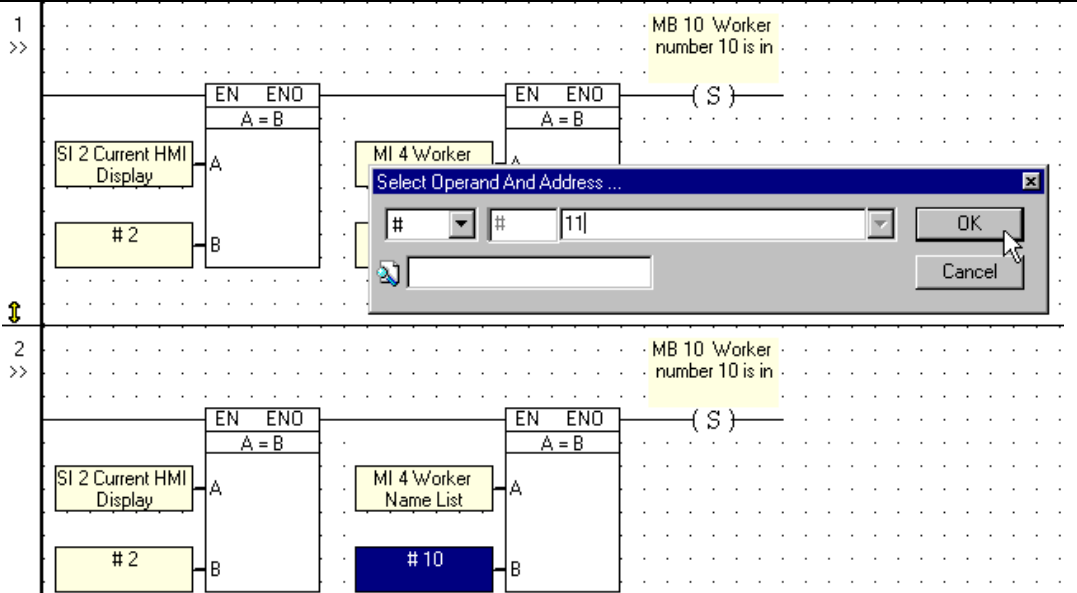 1
>>
MB 10 Worker
number 10 is in
EN ENO
A = B
EN ENO
A = B
( S )
SI 2 Current HMI
Display
A
MI 4 Worker
A
# 2
B
Select Operand And Address ...
#
#
11
OK
Cancel
2
>>
MB 10 Worker
number 10 is in
EN ENO
A = B
EN ENO
A = B
( S )
SI 2 Current HMI
Display
A
MI 4 Worker
Name List
A
# 2
B
# 10
B